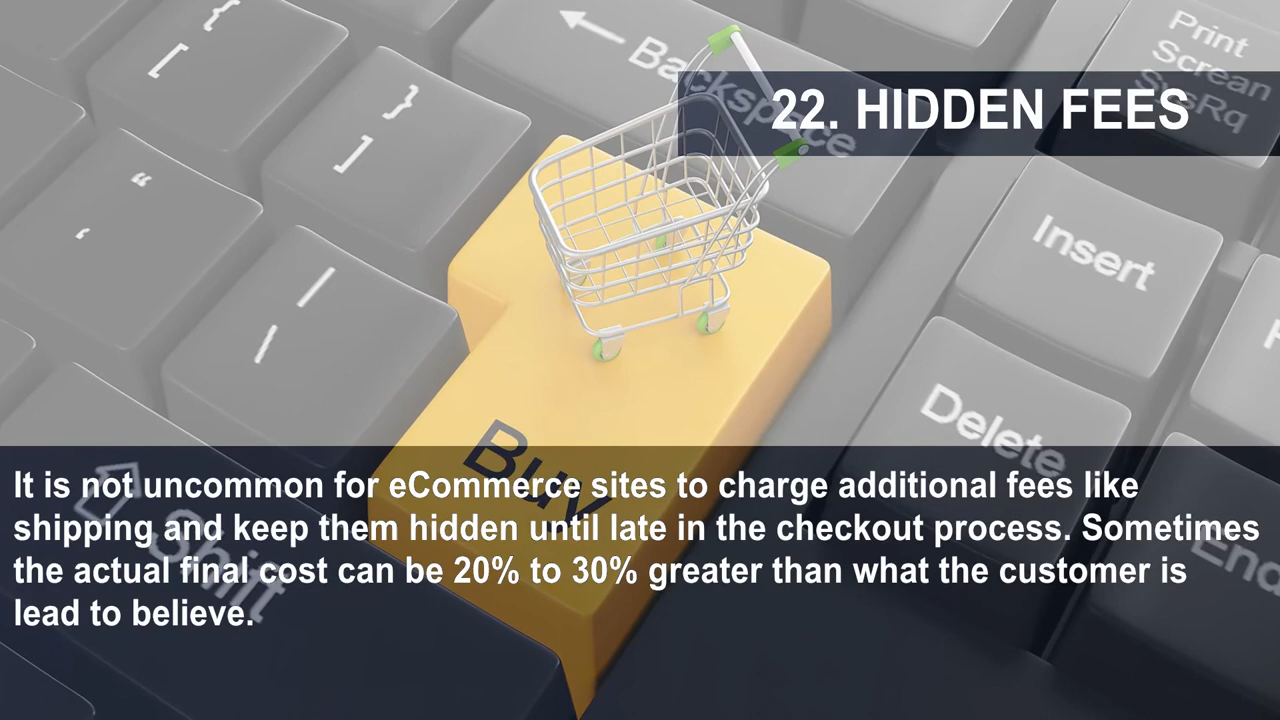 {
[
}
]
← Backspace
Print
Screan
SysRq
22. HIDDEN FEES
“
‘
|
\
Insert
Delete
Buy
Shift
End
It is not uncommon for eCommerce sites to charge additional fees like
shipping and keep them hidden until late in the checkout process. Sometimes
the actual final cost can be 20% to 30% greater than what the customer is
lead to believe.